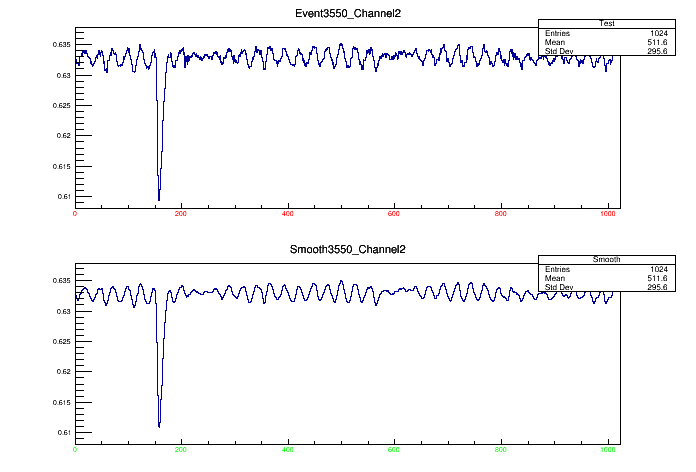 Event3550_Channel2
Test
Entries 1024
Mean 511.6
Std Dev 295.6
0.635
0.63
0.625
0.62
0.615
0.61
0 200 400 600 800 1000
Smooth3550_Channel2
Smooth
Entries 1024
Mean 511.6
Std Dev 295.6
0.635
0.63
0.625
0.62
0.615
0.61
0 200 400 600 800 1000